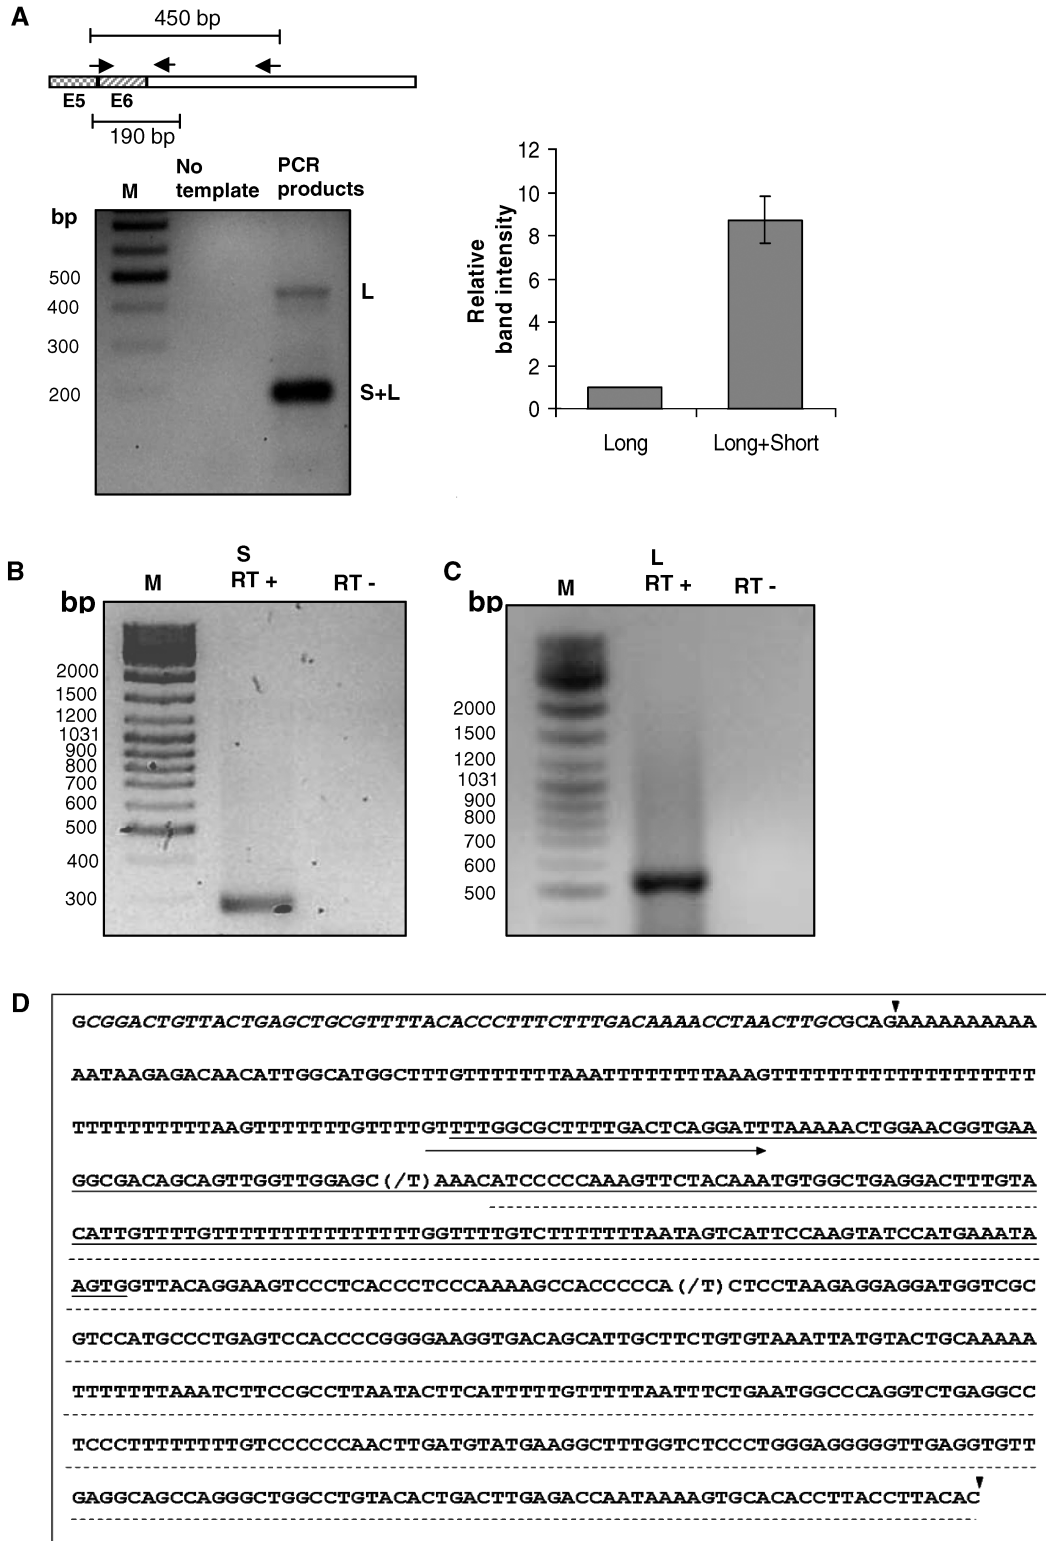 A
450 bp
E5 E6
190 bp
No template
PCR products
M
bp
500
400
300
200
L
S+L
Relative band intensity
12
10
8
6
4
2
0
Long
Long+Short
B
S
M
RT +
RT -
bp
2000
1500
1200
1031
900
800
700
600
500
400
300
C
L
M
RT +
RT -
bp
2000
1500
1200
1031
900
800
700
600
500
D
GCGGACTGTTACTGAGCTGCGTTTTACACCCTTTCTTTGACAAAACCTAACTTGCGCAGAAAAAAAAAAA
AATAAGAGACAACATTGGCATGGCTTTGTTTTTTTAAATTTTTTTTAAAGTTTTTTTTTTTTTTTTTTTT
TTTTTTTTTTAAGTTTTTTTGTTTTGTTTTGGCGCTTTTGACTCAGGATTTAAAAACTGGAACGGTGAA
GGCGACAGCAGTTGGTTGGAGC(/T)AAACATCCCCCAAAGTTCTACAAATGTGGCTGAGGACTTTGTA
CATTGTTTTGTTTTTTTTTTTTTTTTGGTTTTGTCTTTTTTTAATAGTCATTCCAAGTATCCATGAAATA
AGTGGTTACAGGAAGTCCCTCACCCTCCCAAAAGCCACCCCCA(/T)CTCCTAAGAGGAGGATGGTCGC
GTCCATGCCCTGAGTCCACCCCGGGGAAGGTGACAGCATTGCTTCTGTGTAAATTATGTACTGCAAAAA
TTTTTTTAAATCTTCCGCCTTAATACTTCATTTTTGTTTTTAATTTCTGAATGGCCCAGGTCTGAGGCC
TCCCTTTTTTTTGTCCCCCCAACTTGATGTATGAAGGCTTTGGTCTCCCTGGGAGGGGGTTGAGGTGTT
GAGGCAGCCAGGGCTGGCCTGTACACTGACTTGAGACCAATAAAAGTGCACACCTTACCTTACAC